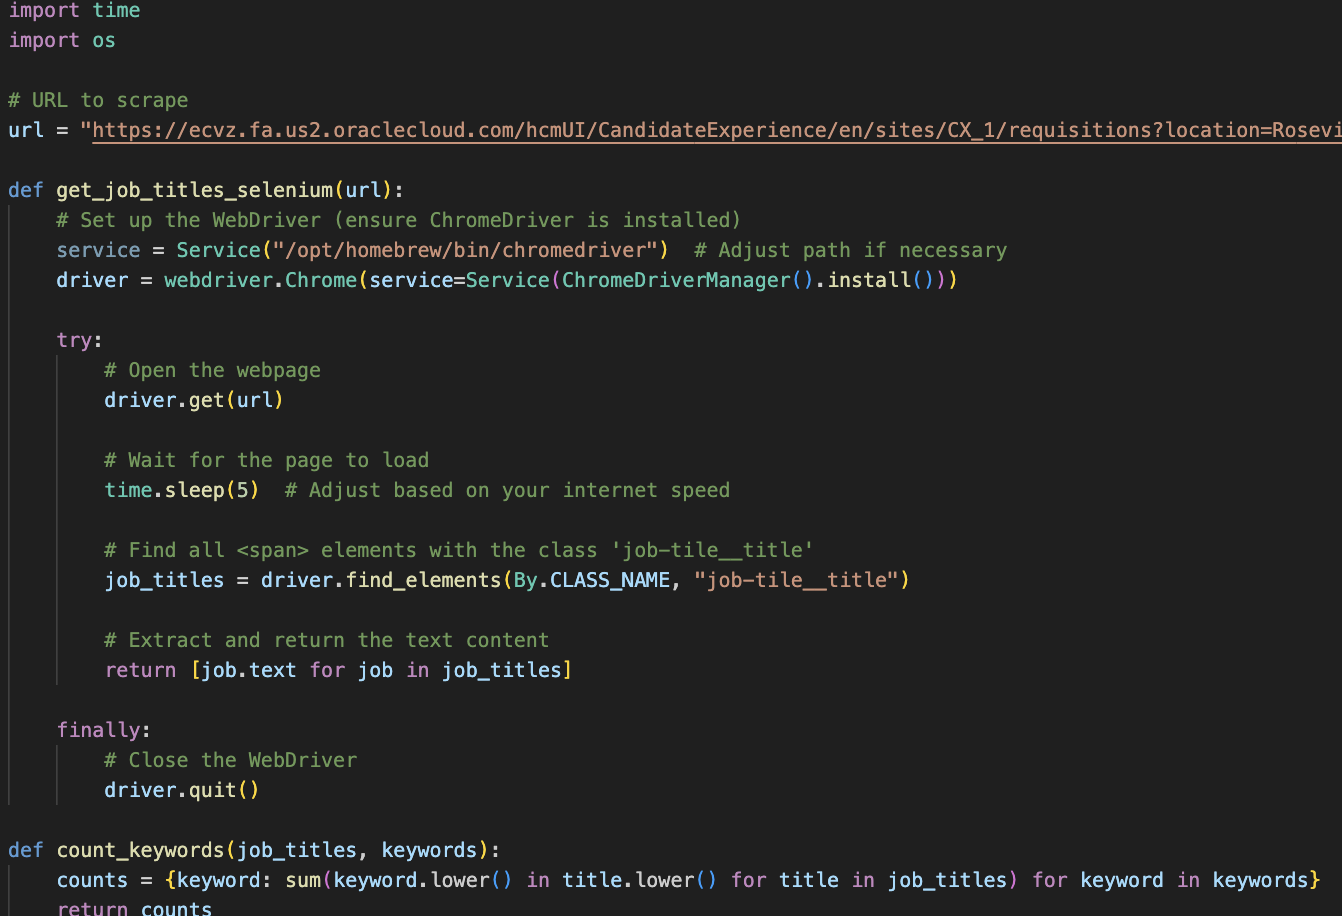 import time
import os
# URL to scrape
url = "https://ecvz.fa.us2.oraclecloud.com/hcmUI/CandidateExperience/en/sites/CX_1/requisitions?location=Rosevi
def get_job_titles_selenium(url):
    # Set up the WebDriver (ensure ChromeDriver is installed)
    service = Service("/opt/homebrew/bin/chromedriver")  # Adjust path if necessary
    driver = webdriver.Chrome(service=Service(ChromeDriverManager().install()))
    try:
        # Open the webpage
        driver.get(url)
        # Wait for the page to load
        time.sleep(5)  # Adjust based on your internet speed
        # Find all <span> elements with the class 'job-tile__title'
        job_titles = driver.find_elements(By.CLASS_NAME, "job-tile__title")
        # Extract and return the text content
        return [job.text for job in job_titles]
    finally:
        # Close the WebDriver
        driver.quit()
def count_keywords(job_titles, keywords):
    counts = {keyword: sum(keyword.lower() in title.lower() for title in job_titles) for keyword in keywords}
    return counts